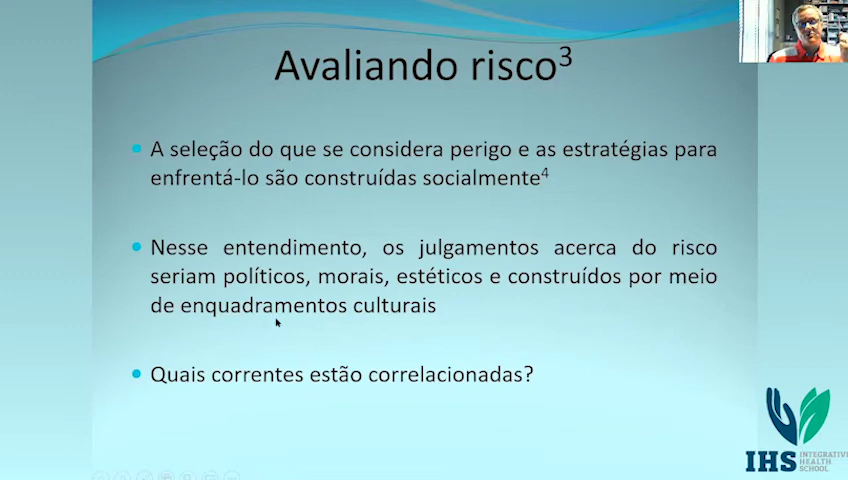 Avaliando risco³
A seleção do que se considera perigo e as estratégias para
enfrentá-lo são construídas socialmente⁴
Nesse entendimento, os julgamentos acerca do risco
seriam políticos, morais, estéticos e construídos por meio
de enquadramentos culturais
Quais correntes estão correlacionadas?
IHS
INTEGRATIVE
HEALTH
SCHOOL